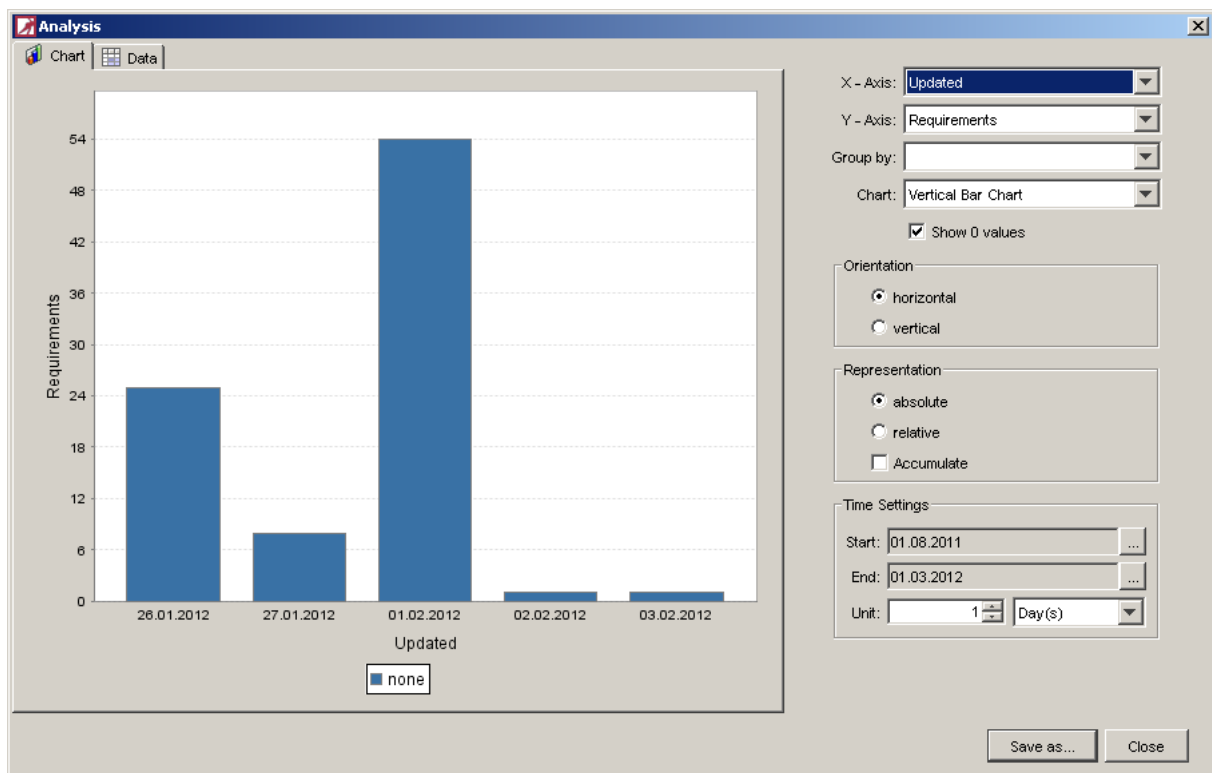 Analysis
Chart
Data
Requirements
54
48
42
36
30
24
18
12
6
0
26.01.2012 27.01.2012 01.02.2012 02.02.2012 03.02.2012
Updated
none
X - Axis: Updated
Y - Axis: Requirements
Group by:
Chart: Vertical Bar Chart
Show 0 values
Orientation
horizontal
vertical
Representation
absolute
relative
Accumulate
Time Settings
Start: 01.08.2011 ...
End: 01.03.2012 ...
Unit: 1 Day(s)
Save as... Close